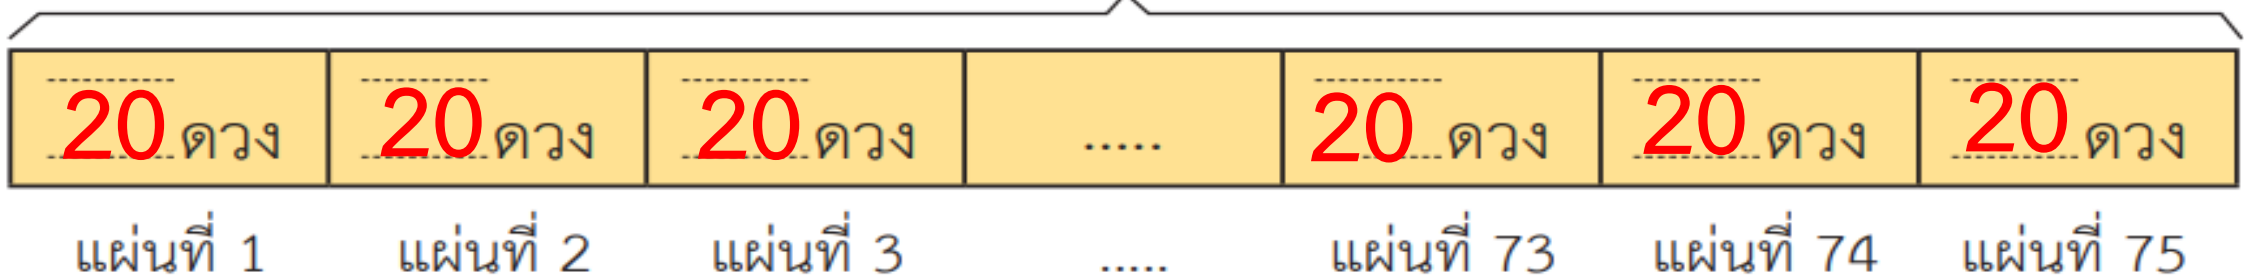 20 ดวง 20 ดวง 20 ดวง ..... 20 ดวง 20 ดวง 20 ดวง
แผ่นที่ 1 แผ่นที่ 2 แผ่นที่ 3 ..... แผ่นที่ 73 แผ่นที่ 74 แผ่นที่ 75